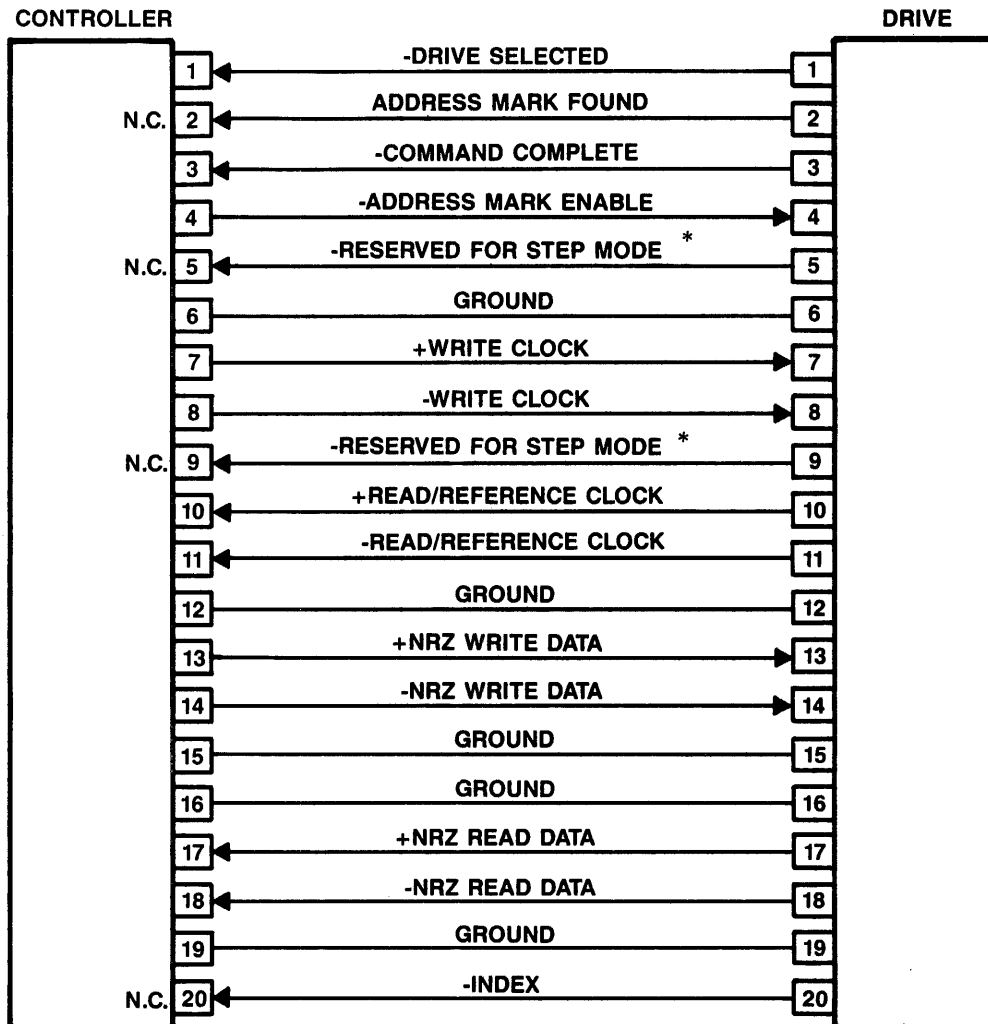 CONTROLLER DRIVE
1 -DRIVE SELECTED 1
N.C. 2 ADDRESS MARK FOUND 2
3 -COMMAND COMPLETE 3
4 -ADDRESS MARK ENABLE 4
N.C. 5 -RESERVED FOR STEP MODE * 5
6 GROUND 6
7 +WRITE CLOCK 7
8 -WRITE CLOCK 8
N.C. 9 -RESERVED FOR STEP MODE * 9
10 +READ/REFERENCE CLOCK 10
11 -READ/REFERENCE CLOCK 11
12 GROUND 12
13 +NRZ WRITE DATA 13
14 -NRZ WRITE DATA 14
15 GROUND 15
16 GROUND 16
17 +NRZ READ DATA 17
18 -NRZ READ DATA 18
19 GROUND 19
N.C. 20 -INDEX 20